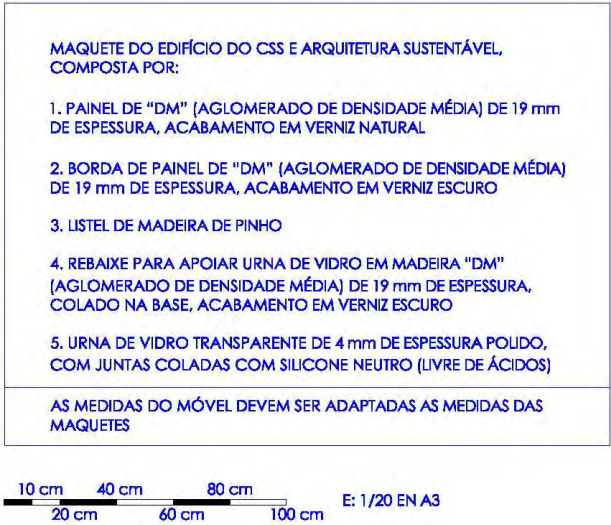 MAQUETE DO EDIFÍCIO DO CSS E ARQUITETURA SUSTENTÁVEL,
COMPOSTA POR:
1. PAINEL DE "DM" (AGLOMERADO DE DENSIDADE MÉDIA) DE 19 mm
DE ESPESSURA, ACABAMENTO EM VERNIZ NATURAL
2. BORDA DE PAINEL DE "DM" (AGLOMERADO DE DENSIDADE MÉDIA)
DE 19 mm DE ESPESSURA, ACABAMENTO EM VERNIZ ESCURO
3. LISTEL DE MADEIRA DE PINHO
4. REBAIXE PARA APOIAR URNA DE VIDRO EM MADEIRA "DM"
(AGLOMERADO DE DENSIDADE MÉDIA) DE 19 mm DE ESPESSURA,
COLADO NA BASE, ACABAMENTO EM VERNIZ ESCURO
5. URNA DE VIDRO TRANSPARENTE DE 4 mm DE ESPESSURA POLIDO,
COM JUNTAS COLADAS COM SILICONE NEUTRO (LIVRE DE ÁCIDOS)
AS MEDIDAS DO MÓVEL DEVEM SER ADAPTADAS AS MEDIDAS DAS
MAQUETES
10 cm 40 cm 80 cm
20 cm 60 cm 100 cm
E: 1/20 EN A3